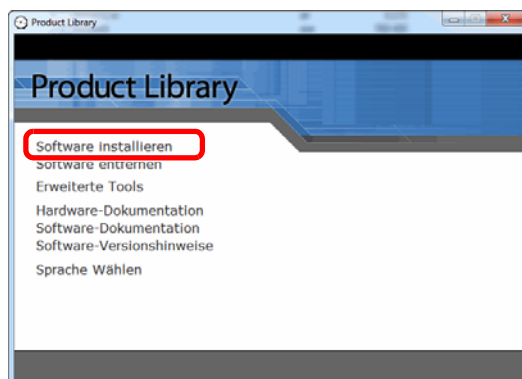 Product Library
Product Library
Software installieren
Software entfernen
Erweiterte Tools
Hardware-Dokumentation
Software-Dokumentation
Software-Versionshinweise
Sprache Wählen